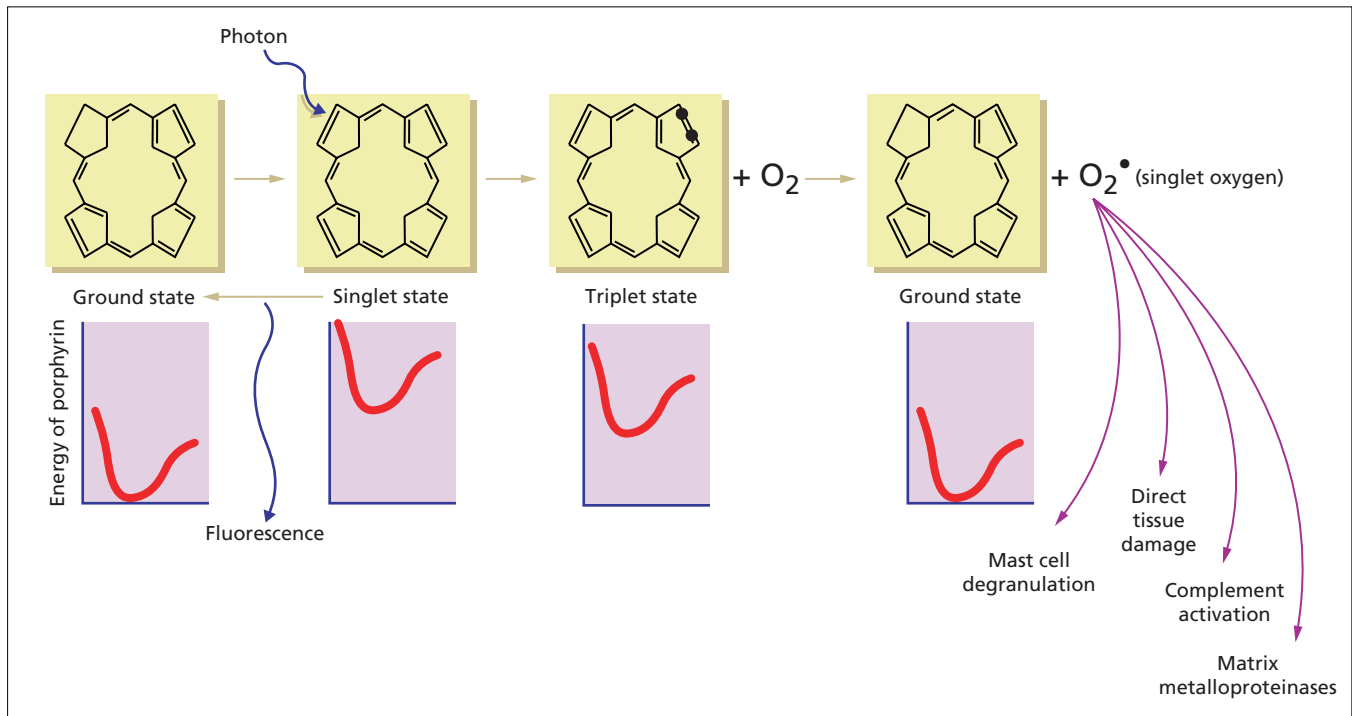 Photon
+ O₂
+ O₂• (singlet oxygen)
Ground state
Singlet state
Triplet state
Ground state
Energy of porphyrin
Fluorescence
Mast cell
degranulation
Direct
tissue
damage
Complement
activation
Matrix
metalloproteinases